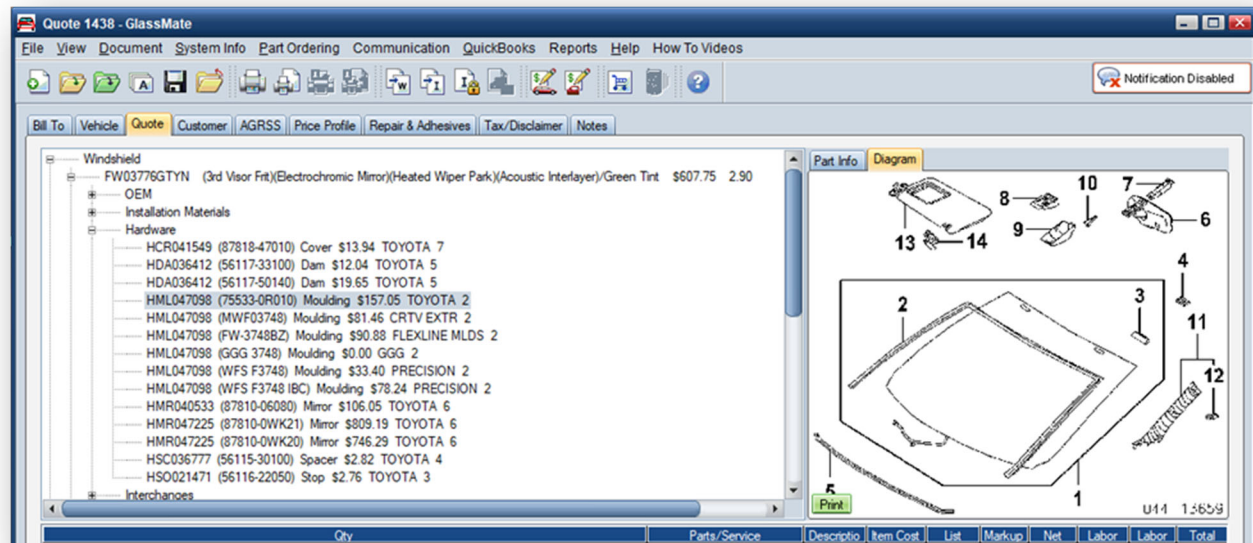 Quote 1438 - GlassMate
File View Document System Info Part Ordering Communication QuickBooks Reports Help How To Videos
Notification Disabled
Bill To Vehicle Quote Customer AGRSS Price Profile Repair & Adhesives Tax/Disclaimer Notes
Windshield
FW03776GTYN (3rd Visor Frit)(Electrochromic Mirror)(Heated Wiper Park)(Acoustic Interlayer)/Green Tint $607.75 2.90
OEM
Installation Materials
Hardware
HCR041549 (87818-47010) Cover $13.94 TOYOTA 7
HDA036412 (56117-33100) Dam $12.04 TOYOTA 5
HDA036412 (56117-50140) Dam $19.65 TOYOTA 5
HML047098 (75533-0R010) Moulding $157.05 TOYOTA 2
HML047098 (MWF03748) Moulding $81.46 CRTV EXTR 2
HML047098 (FW-3748BZ) Moulding $90.88 FLEXLINE MLDS 2
HML047098 (GGG 3748) Moulding $0.00 GGG 2
HML047098 (WFS F3748) Moulding $33.40 PRECISION 2
HML047098 (WFS F3748 IBC) Moulding $78.24 PRECISION 2
HMR040533 (87810-06080) Mirror $106.05 TOYOTA 6
HMR047225 (87810-0WK21) Mirror $809.19 TOYOTA 6
HMR047225 (87810-0WK20) Mirror $746.29 TOYOTA 6
HSC036777 (56115-30100) Spacer $2.82 TOYOTA 4
HSO021471 (56116-22050) Stop $2.76 TOYOTA 3
Interchanges
Part Info Diagram
8 10 7
9 6
13 14
4
2 3
11
12
5
1
Print
U44 13659
Qty Parts/Service Descriptio Item Cost List Markup Net Labor Labor Total